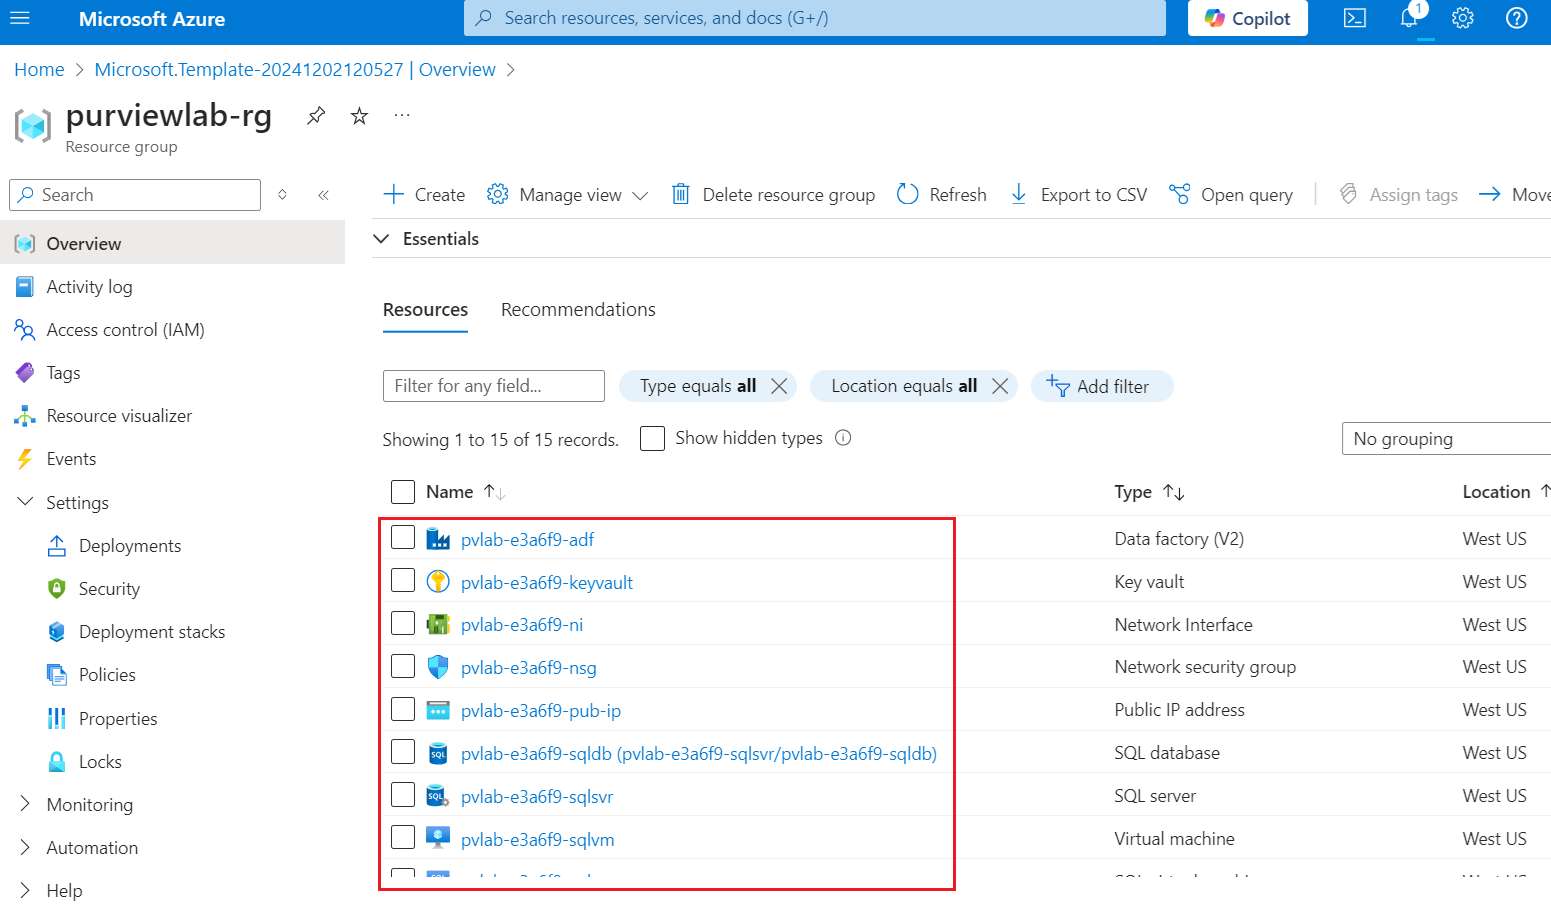 Microsoft Azure
Search resources, services, and docs (G+/)
Copilot
1
Home > Microsoft.Template-20241202120527 | Overview >
purviewlab-rg
Resource group
Search
Create
Manage view
Delete resource group
Refresh
Export to CSV
Open query
Assign tags
Move
Overview
Activity log
Access control (IAM)
Tags
Resource visualizer
Events
Settings
Deployments
Security
Deployment stacks
Policies
Properties
Locks
Monitoring
Automation
Help
Essentials
Resources
Recommendations
Filter for any field...
Type equals all
Location equals all
Add filter
Showing 1 to 15 of 15 records.
Show hidden types
No grouping
Name
Type
Location
pvlab-e3a6f9-adf
Data factory (V2)
West US
pvlab-e3a6f9-keyvault
Key vault
West US
pvlab-e3a6f9-ni
Network Interface
West US
pvlab-e3a6f9-nsg
Network security group
West US
pvlab-e3a6f9-pub-ip
Public IP address
West US
pvlab-e3a6f9-sqldb (pvlab-e3a6f9-sqlsvr/pvlab-e3a6f9-sqldb)
SQL database
West US
pvlab-e3a6f9-sqlsvr
SQL server
West US
pvlab-e3a6f9-sqlvm
Virtual machine
West US